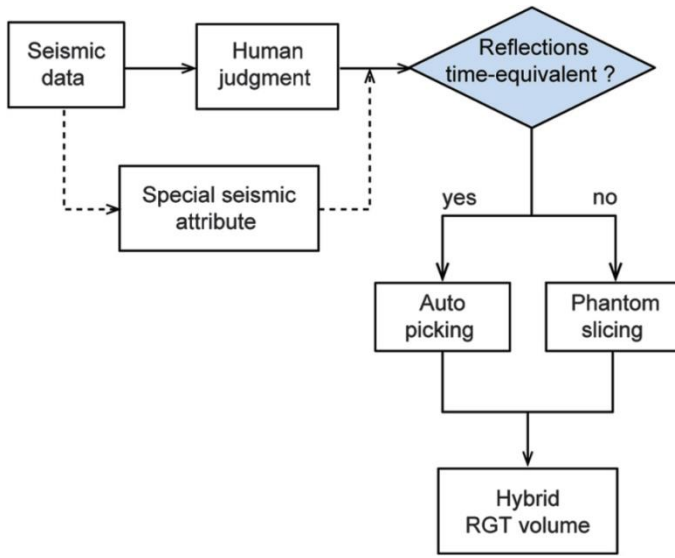 Seismic
data
Human
judgment
Reflections
time-equivalent ?
Special seismic
attribute
yes
no
Auto
picking
Phantom
slicing
Hybrid
RGT volume